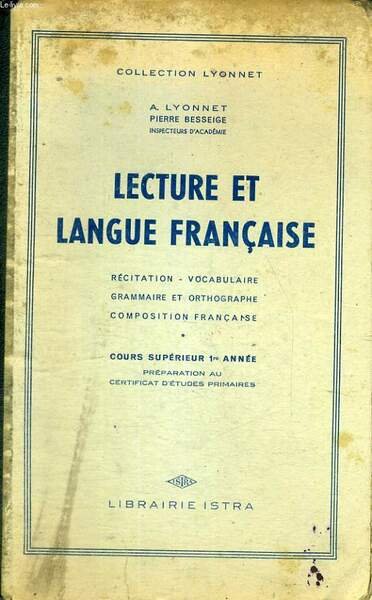 Le-livre.com
COLLECTION LYONNET
A. LYONNET
PIERRE BESSEIGE
INSPECTEURS D'ACADÉMIE
LECTURE ET
LANGUE FRANÇAISE
RÉCITATION - VOCABULAIRE
GRAMMAIRE ET ORTHOGRAPHE
COMPOSITION FRANÇAISE
*
COURS SUPÉRIEUR 1re ANNÉE
PRÉPARATION AU
CERTIFICAT D'ÉTUDES PRIMAIRES
ISTRA
LIBRAIRIE ISTRA